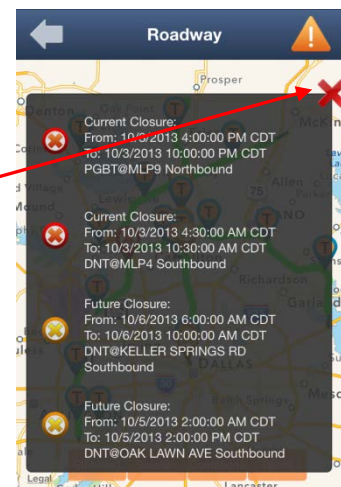 Roadway
Prosper
Denton
McKin
Current Closure:
From: 10/3/2013 4:00:00 PM CDT
To: 10/3/2013 10:00:00 PM CDT
PGBT@MLP9 Northbound
Allen
75
Current Closure:
From: 10/3/2013 4:30:00 AM CDT
To: 10/3/2013 10:30:00 AM CDT
DNT@MLP4 Southbound
Richardson
Garland
Future Closure:
From: 10/6/2013 6:00:00 AM CDT
To: 10/6/2013 10:00:00 AM CDT
DNT@KELLER SPRINGS RD
Southbound
DALLAS
Future Closure:
From: 10/5/2013 2:00:00 AM CDT
To: 10/5/2013 2:00:00 PM CDT
DNT@OAK LAWN AVE Southbound
Legal
Lancaster